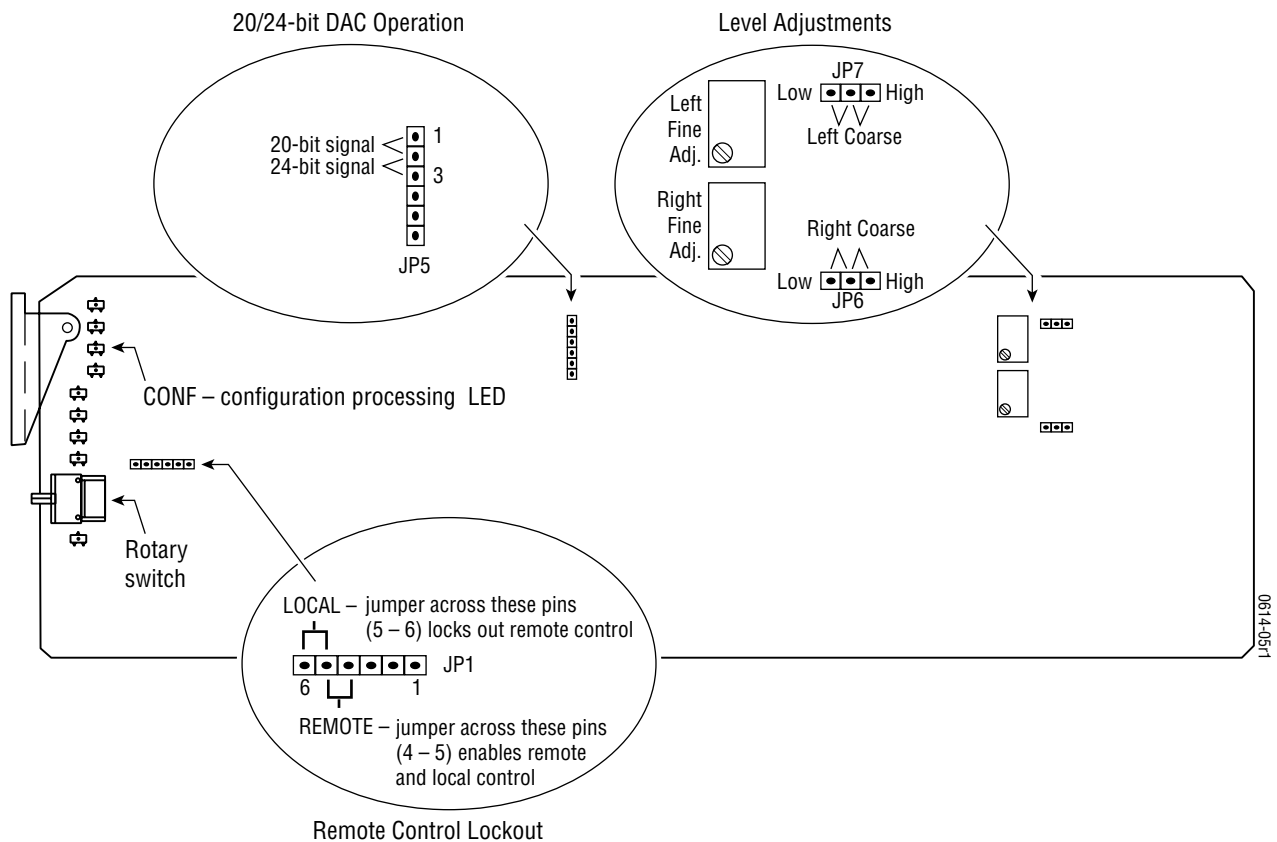 20/24-bit DAC Operation
20-bit signal
24-bit signal
1
3
JP5
Level Adjustments
Left
Fine
Adj.
JP7
Low
High
Left Coarse
Right
Fine
Adj.
Right Coarse
Low
High
JP6
CONF – configuration processing LED
Rotary
switch
LOCAL – jumper across these pins
(5 – 6) locks out remote control
JP1
6
1
REMOTE – jumper across these pins
(4 – 5) enables remote
and local control
Remote Control Lockout
0614-05r1